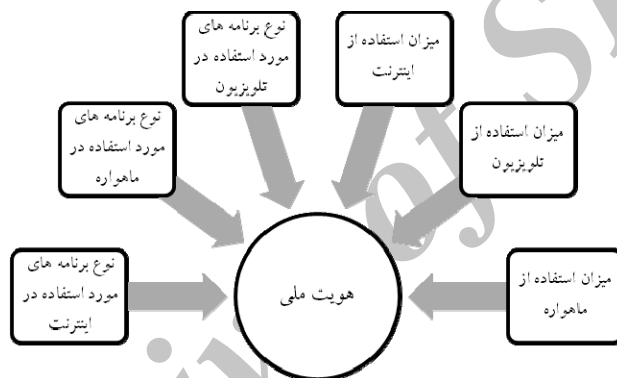 نوع برنامه های
مورد استفاده در
تلویزیون
میزان استفاده از
اینترنت
نوع برنامه های
مورد استفاده در
ماهواره
میزان استفاده از
تلویزیون
نوع برنامه های
مورد استفاده در
اینترنت
هویت ملی
میزان استفاده از
ماهواره
of